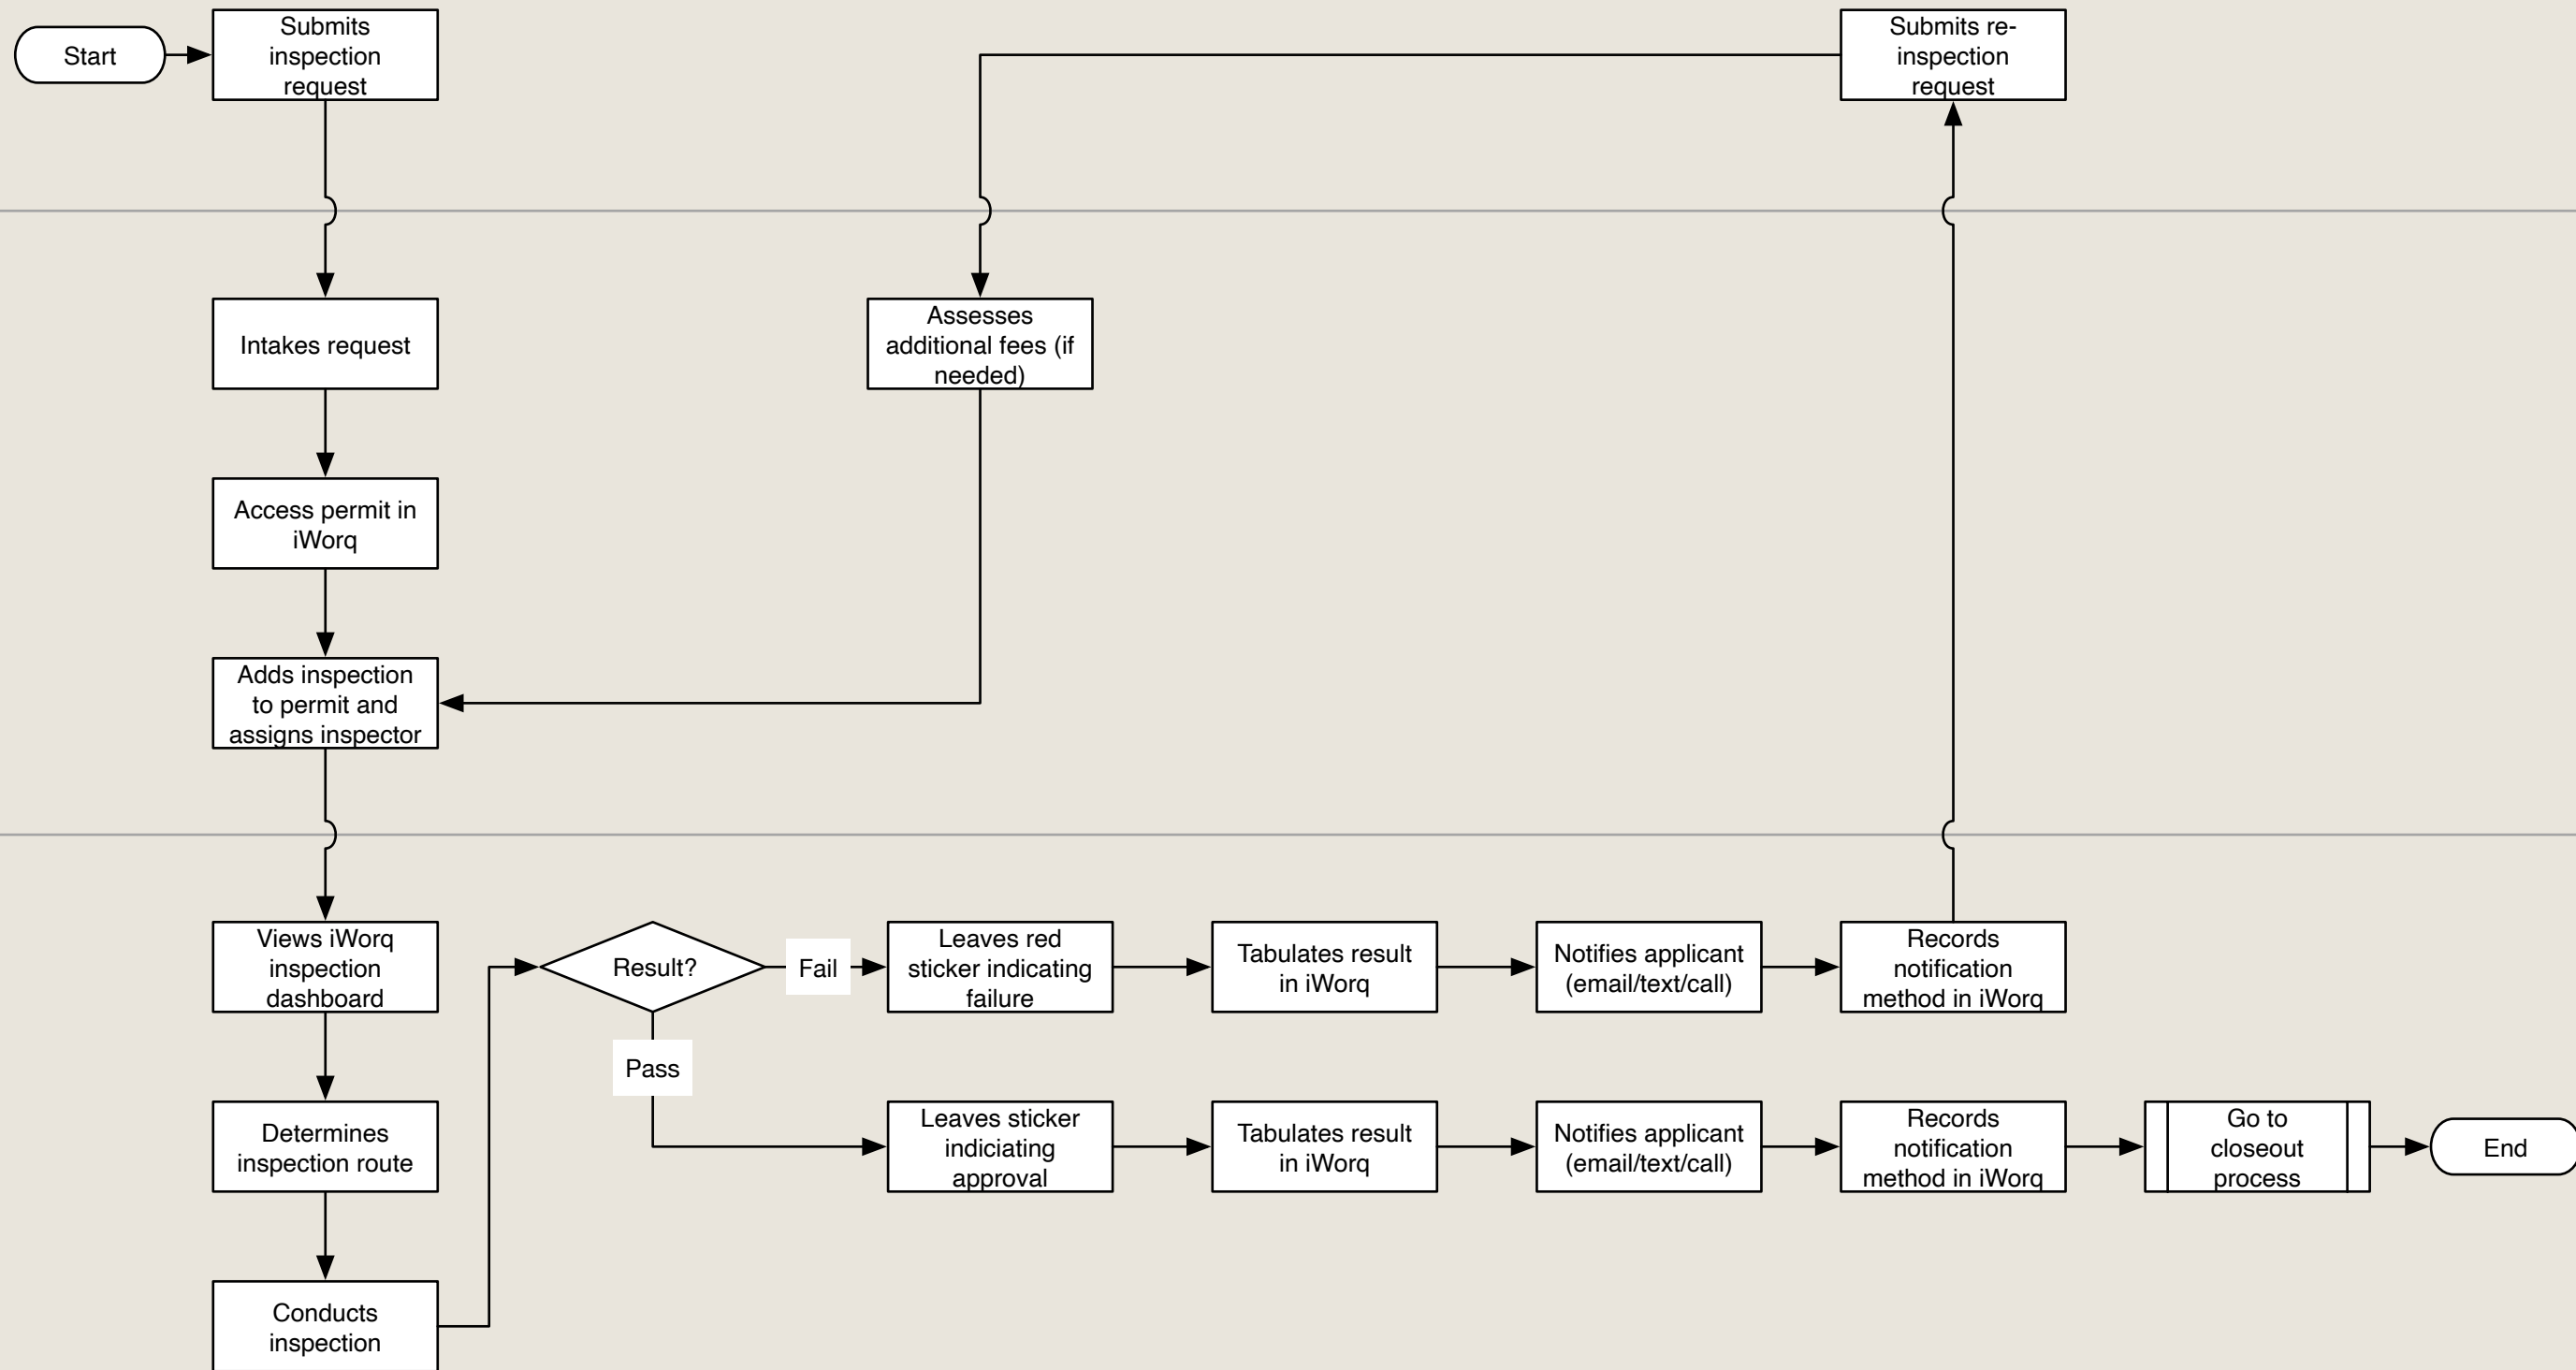 Start
Submits
inspection
request
Submits re-
inspection
request
Intakes request
Assesses
additional fees (if
needed)
Access permit in
iWorq
Adds inspection
to permit and
assigns inspector
Views iWorq
inspection
dashboard
Result?
Fail
Leaves red
sticker indicating
failure
Tabulates result
in iWorq
Notifies applicant
(email/text/call)
Records
notification
method in iWorq
Pass
Determines
inspection route
Leaves sticker
indiciating
approval
Tabulates result
in iWorq
Notifies applicant
(email/text/call)
Records
notification
method in iWorq
Go to
closeout
process
End
Conducts
inspection